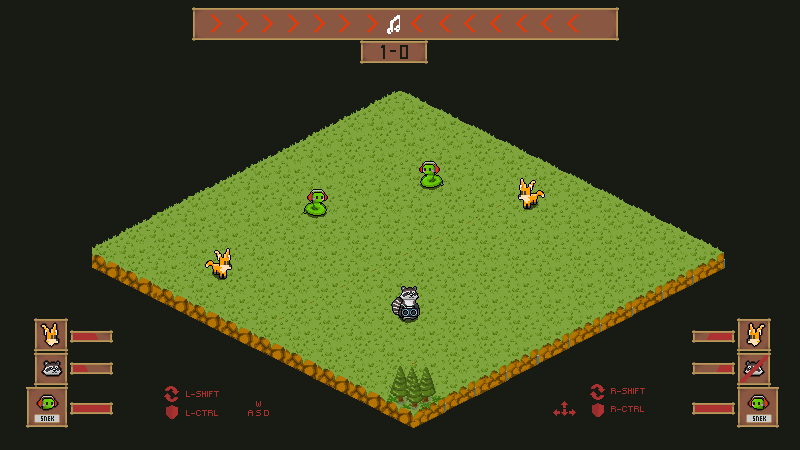 1-0
L-SHIFT
R-SHIFT
W
L-CTRL
A S D
R-CTRL
SNEK
SNEK